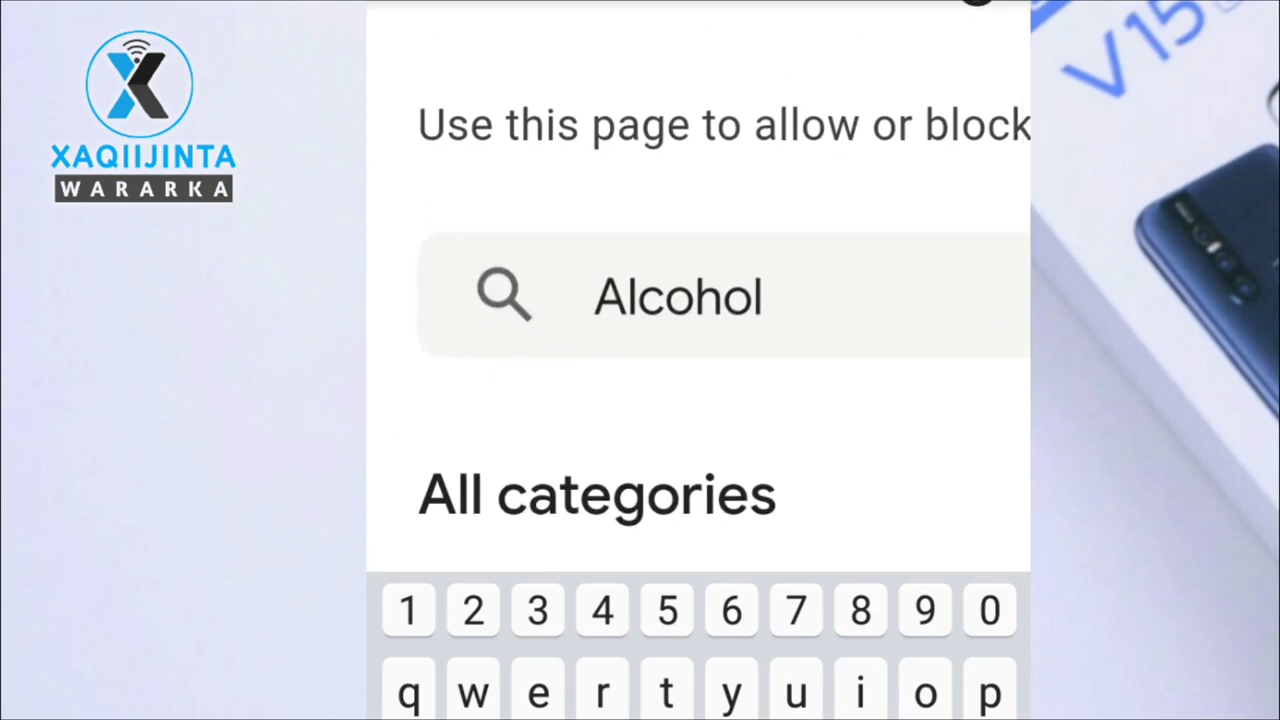 XAQIIJINTA
WARARKA
Use this page to allow or block
Alcohol
All categories
1 2 3 4 5 6 7 8 9 0
q w e r t y u i o p
V15